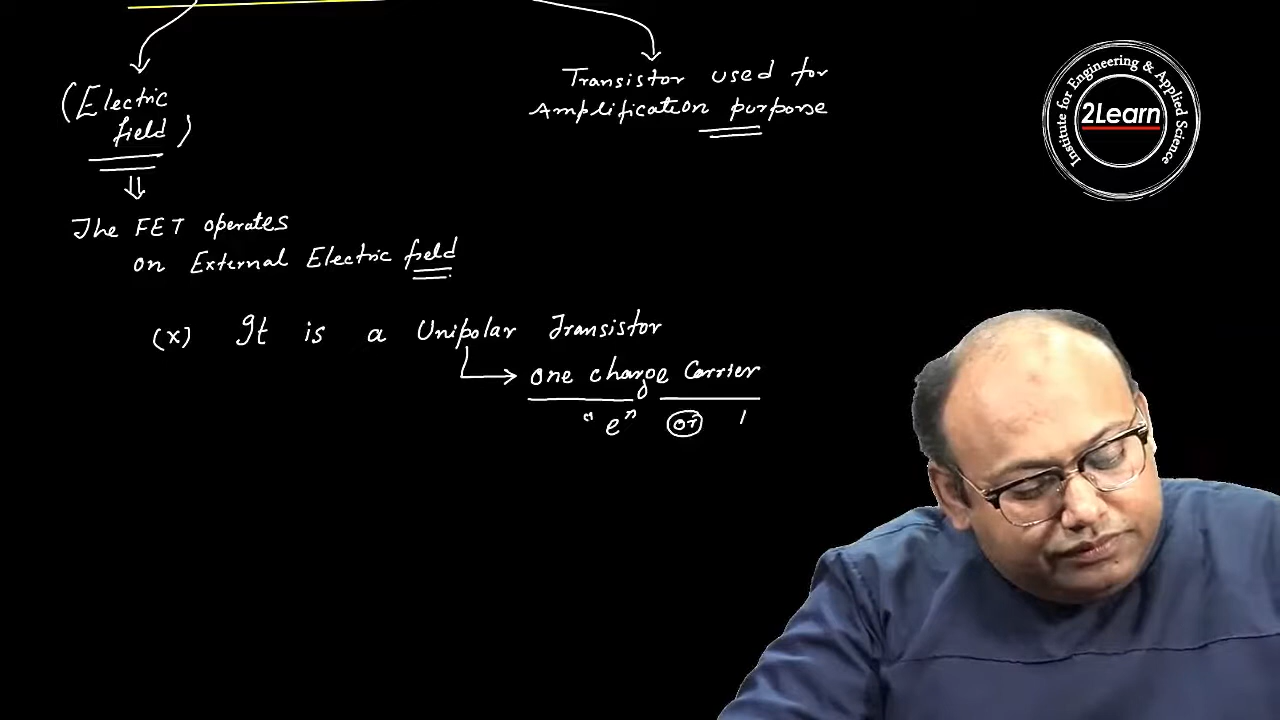 (Electric
field)
Transistor used for
Amplification purpose
⇓
The FET operates
on External Electric field
(x) It is a Unipolar Transistor
→ one charge Carrier
"e" or
Institute for Engineering & Applied Science
2Learn